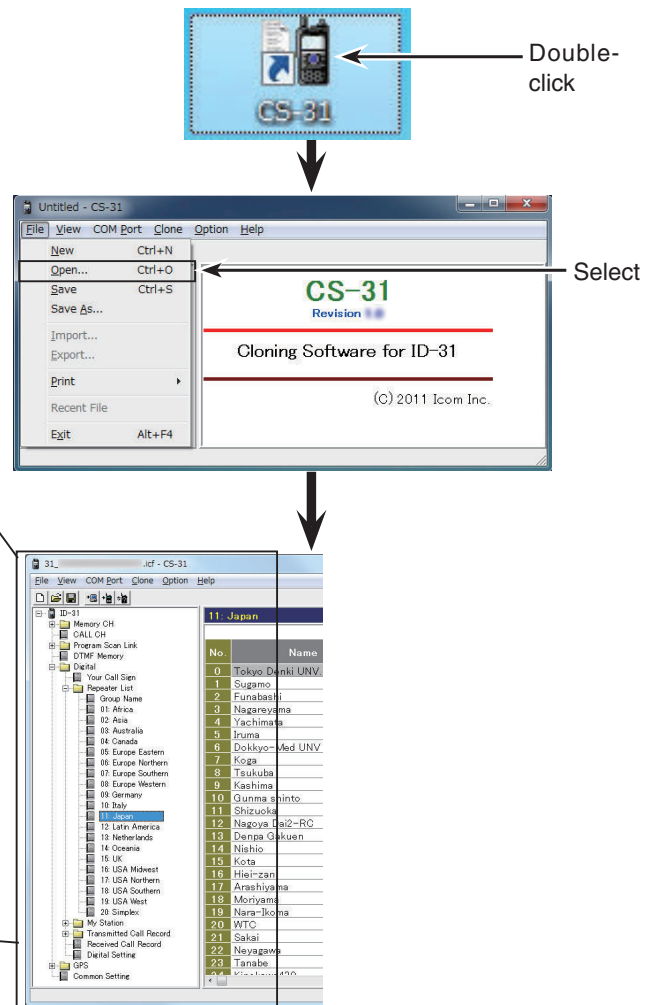 CS-31
Double-
click
Untitled - CS-31
File View COM Port Clone Option Help
New Ctrl+N
Open... Ctrl+O
Save Ctrl+S
Save As...
Import...
Export...
Print
Recent File
Exit Alt+F4
Select
CS-31
Revision
Cloning Software for ID-31
(C) 2011 Icom Inc.
31_ .icf - CS-31
File View COM Port Clone Option Help
ID-31
Memory CH
CALL CH
Program Scan Link
DTMF Memory
Digital
Your Call Sign
Repeater List
Group Name
01: Africa
02: Asia
03: Australia
04: Canada
05: Europe Eastern
06: Europe Northern
07: Europe Southern
08: Europe Western
09: Germany
10: Italy
11: Japan
12: Latin America
13: Netherlands
14: Oceania
15: UK
16: USA Midwest
17: USA Northern
18: USA Southern
19: USA West
20: Simplex
My Station
Transmitted Call Record
Received Call Record
Digital Setting
GPS
Common Setting
11: Japan
No. Name
0 Tokyo Denki UNV.
1 Sugamo
2 Funabashi
3 Nagareyama
4 Yachimata
5 Iruma
6 Dokkyo-Med UNV
7 Koga
8 Tsukuba
9 Kashima
10 Gunma shinto
11 Shizuoka
12 Nagoya Dai2-RC
13 Denpa Gakuen
14 Nishio
15 Kota
16 Hiei-zan
17 Arashiyama
18 Moriyama
19 Nara-Ikoma
20 WTC
21 Sakai
22 Neyagawa
23 Tanabe